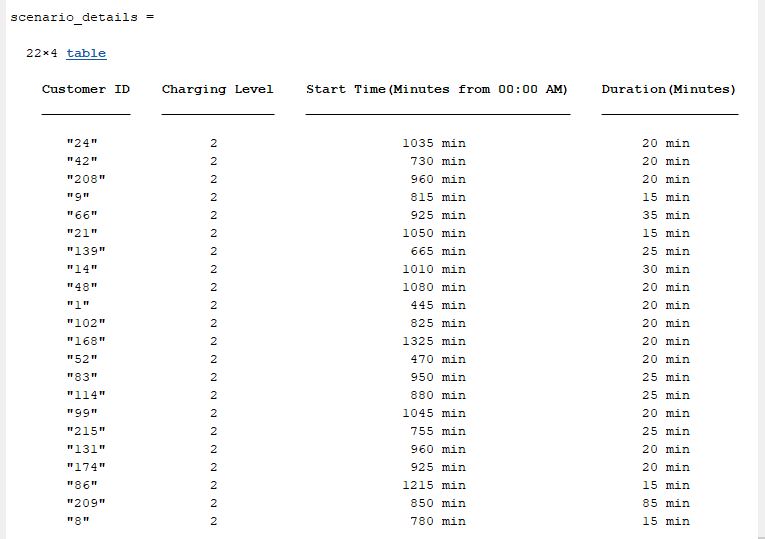 scenario_details =
22×4 table
Customer ID Charging Level Start Time(Minutes from 00:00 AM) Duration(Minutes)
"24" 2 1035 min 20 min
"42" 2 730 min 20 min
"208" 2 960 min 20 min
"9" 2 815 min 15 min
"66" 2 925 min 35 min
"21" 2 1050 min 15 min
"139" 2 665 min 25 min
"14" 2 1010 min 30 min
"48" 2 1080 min 20 min
"1" 2 445 min 20 min
"102" 2 825 min 20 min
"168" 2 1325 min 20 min
"52" 2 470 min 20 min
"83" 2 950 min 25 min
"114" 2 880 min 25 min
"99" 2 1045 min 20 min
"215" 2 755 min 25 min
"131" 2 960 min 20 min
"174" 2 925 min 20 min
"86" 2 1215 min 15 min
"209" 2 850 min 85 min
"8" 2 780 min 15 min